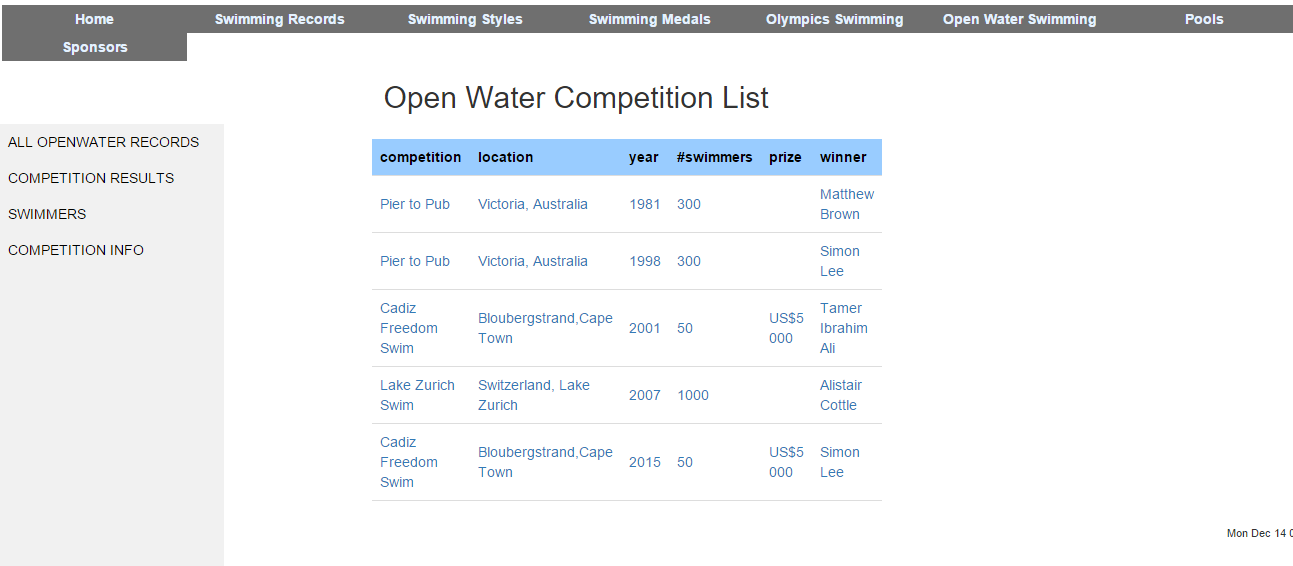 Home Swimming Records Swimming Styles Swimming Medals Olympics Swimming Open Water Swimming Pools
Sponsors
Open Water Competition List
ALL OPENWATER RECORDS
COMPETITION RESULTS
SWIMMERS
COMPETITION INFO
competition location year #swimmers prize winner
Pier to Pub Victoria, Australia 1981 300 Matthew
Brown
Pier to Pub Victoria, Australia 1998 300 Simon
Lee
Cadiz
Freedom
Swim
Bloubergstrand,Cape
Town
2001 50
US$5
000
Tamer
Ibrahim
Ali
Lake Zurich
Swim
Switzerland, Lake
Zurich
2007 1000
Alistair
Cottle
Cadiz
Freedom
Swim
Bloubergstrand,Cape
Town
2015 50
US$5
000
Simon
Lee
Mon Dec 14